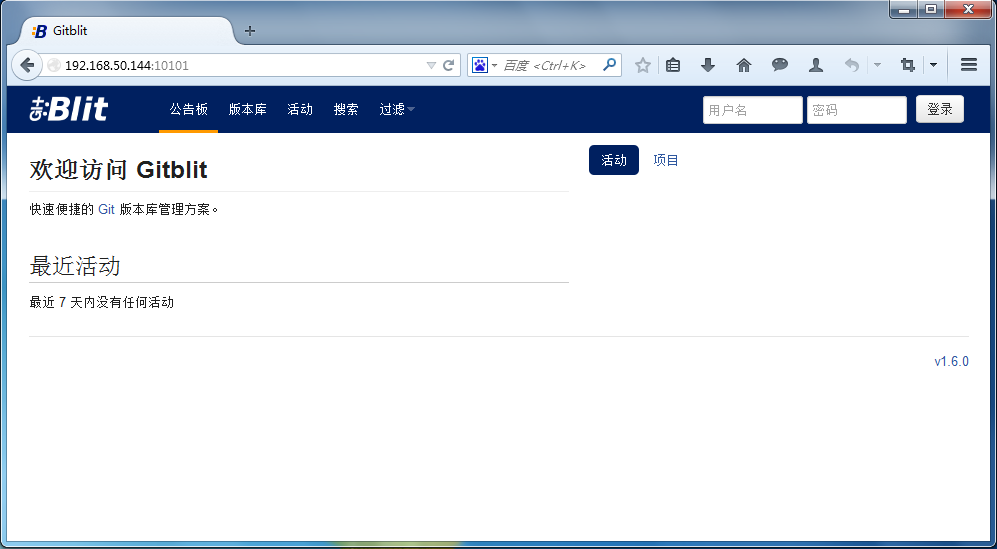 Gitblit
192.168.50.144:10101
百度 <Ctrl+K>
Blit 公告板 版本库 活动 搜索 过滤 用户名 密码 登录
活动 项目
欢迎访问 Gitblit
快速便捷的 Git 版本库管理方案。
最近活动
最近 7 天内没有任何活动
v1.6.0